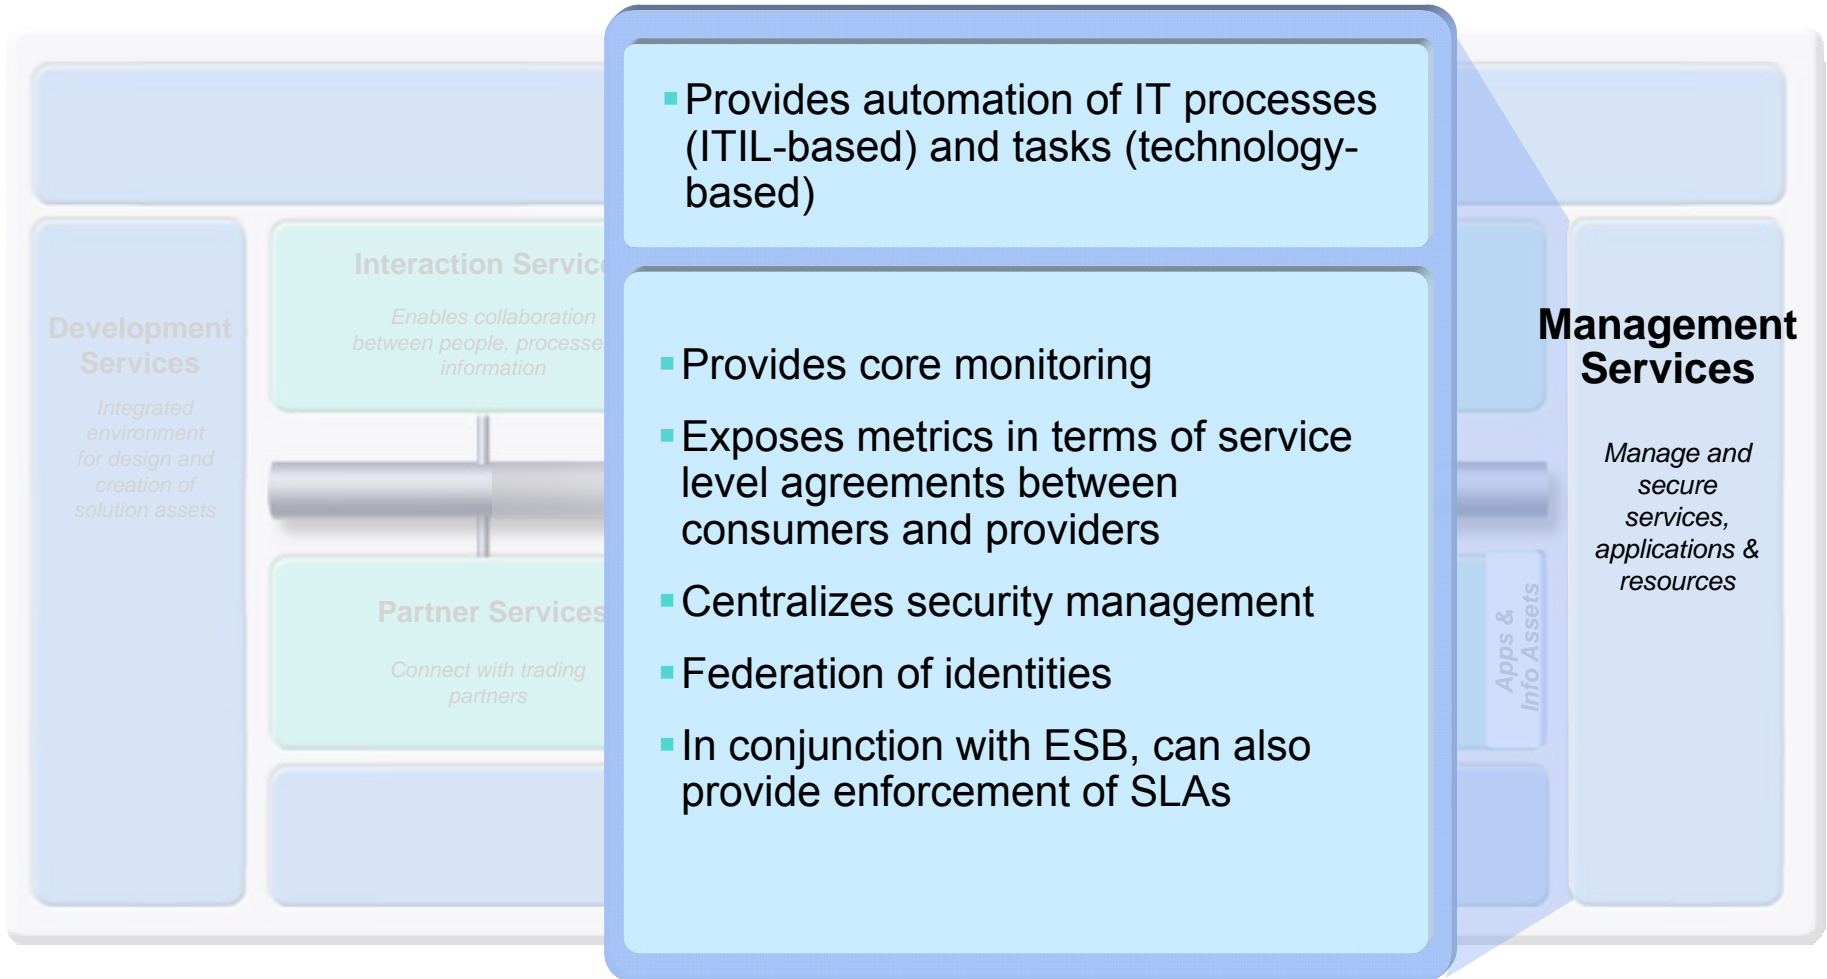 ▪Provides automation of IT processes
(ITIL-based) and tasks (technology-
based)
Development
Services
Integrated
environment
for design and
creation of
solution assets
Interaction
Enables collaboration
between people,
information
Partner Services
Connect with trading
partners
▪Provides core monitoring
▪Exposes metrics in terms of service
level agreements between
consumers and providers
▪Centralizes security management
▪Federation of identities
▪In conjunction with ESB, can also
provide enforcement of SLAs
Apps &
Info Assets
Management
Services
Manage and
secure
services,
applications &
resources